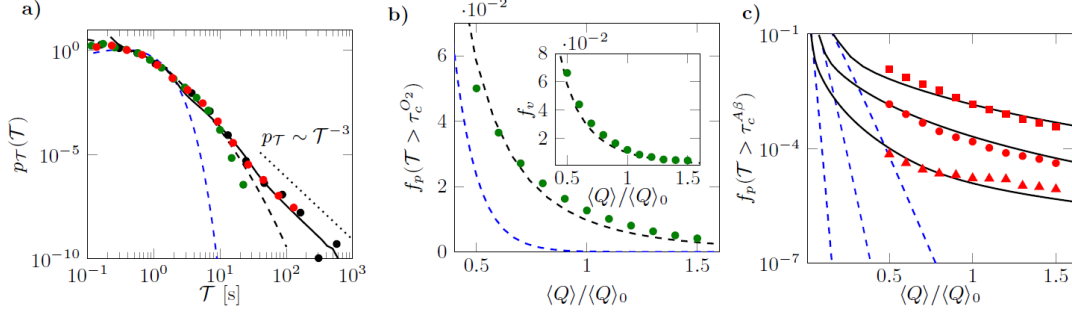 a)
10^0
10^{-5}
10^{-10}
p_𝒯(𝒯)
p_𝒯 ∼ 𝒯^{-3}
10^{-1} 10^0 10^1 10^2 10^3
𝒯 [s]
b)
·10^{-2}
6
4
2
0
f_p(𝒯 > τ_c^{O_2})
0.5 1 1.5
⟨Q⟩/⟨Q⟩_0
·10^{-2}
8
6
4
2
f_v
0.5 1 1.5
⟨Q⟩/⟨Q⟩_0
c)
10^{-1}
10^{-4}
10^{-7}
f_p(𝒯 > τ_c^{Aβ})
0 0.5 1 1.5
⟨Q⟩/⟨Q⟩_0